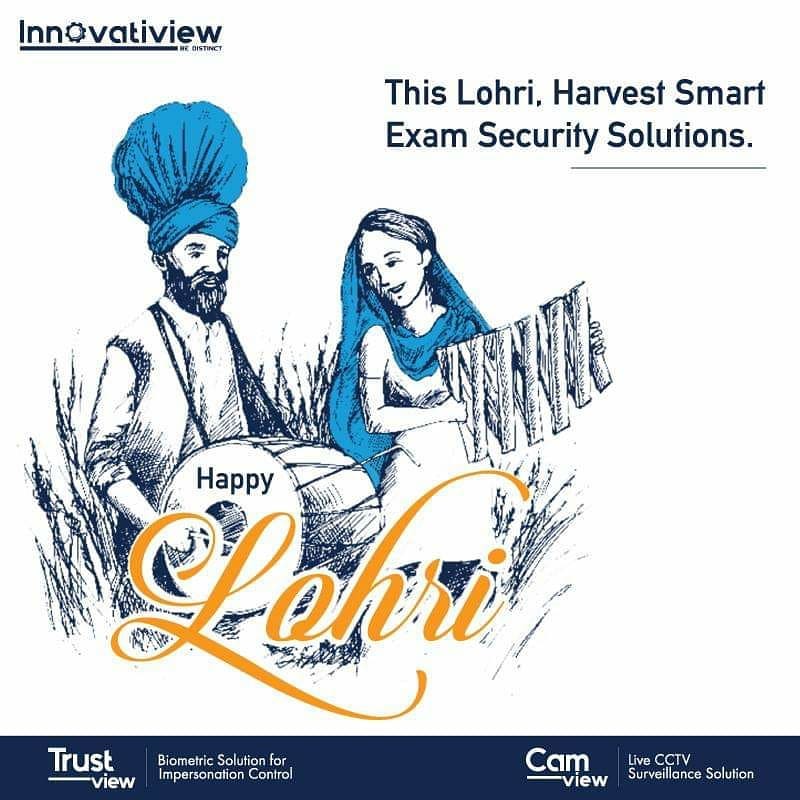 Innovatiview
BE DISTINCT
This Lohri, Harvest Smart
Exam Security Solutions.
Happy
Lohri
Trust
view
Biometric Solution for
Impersonation Control
Cam
view
Live CCTV
Surveillance Solution